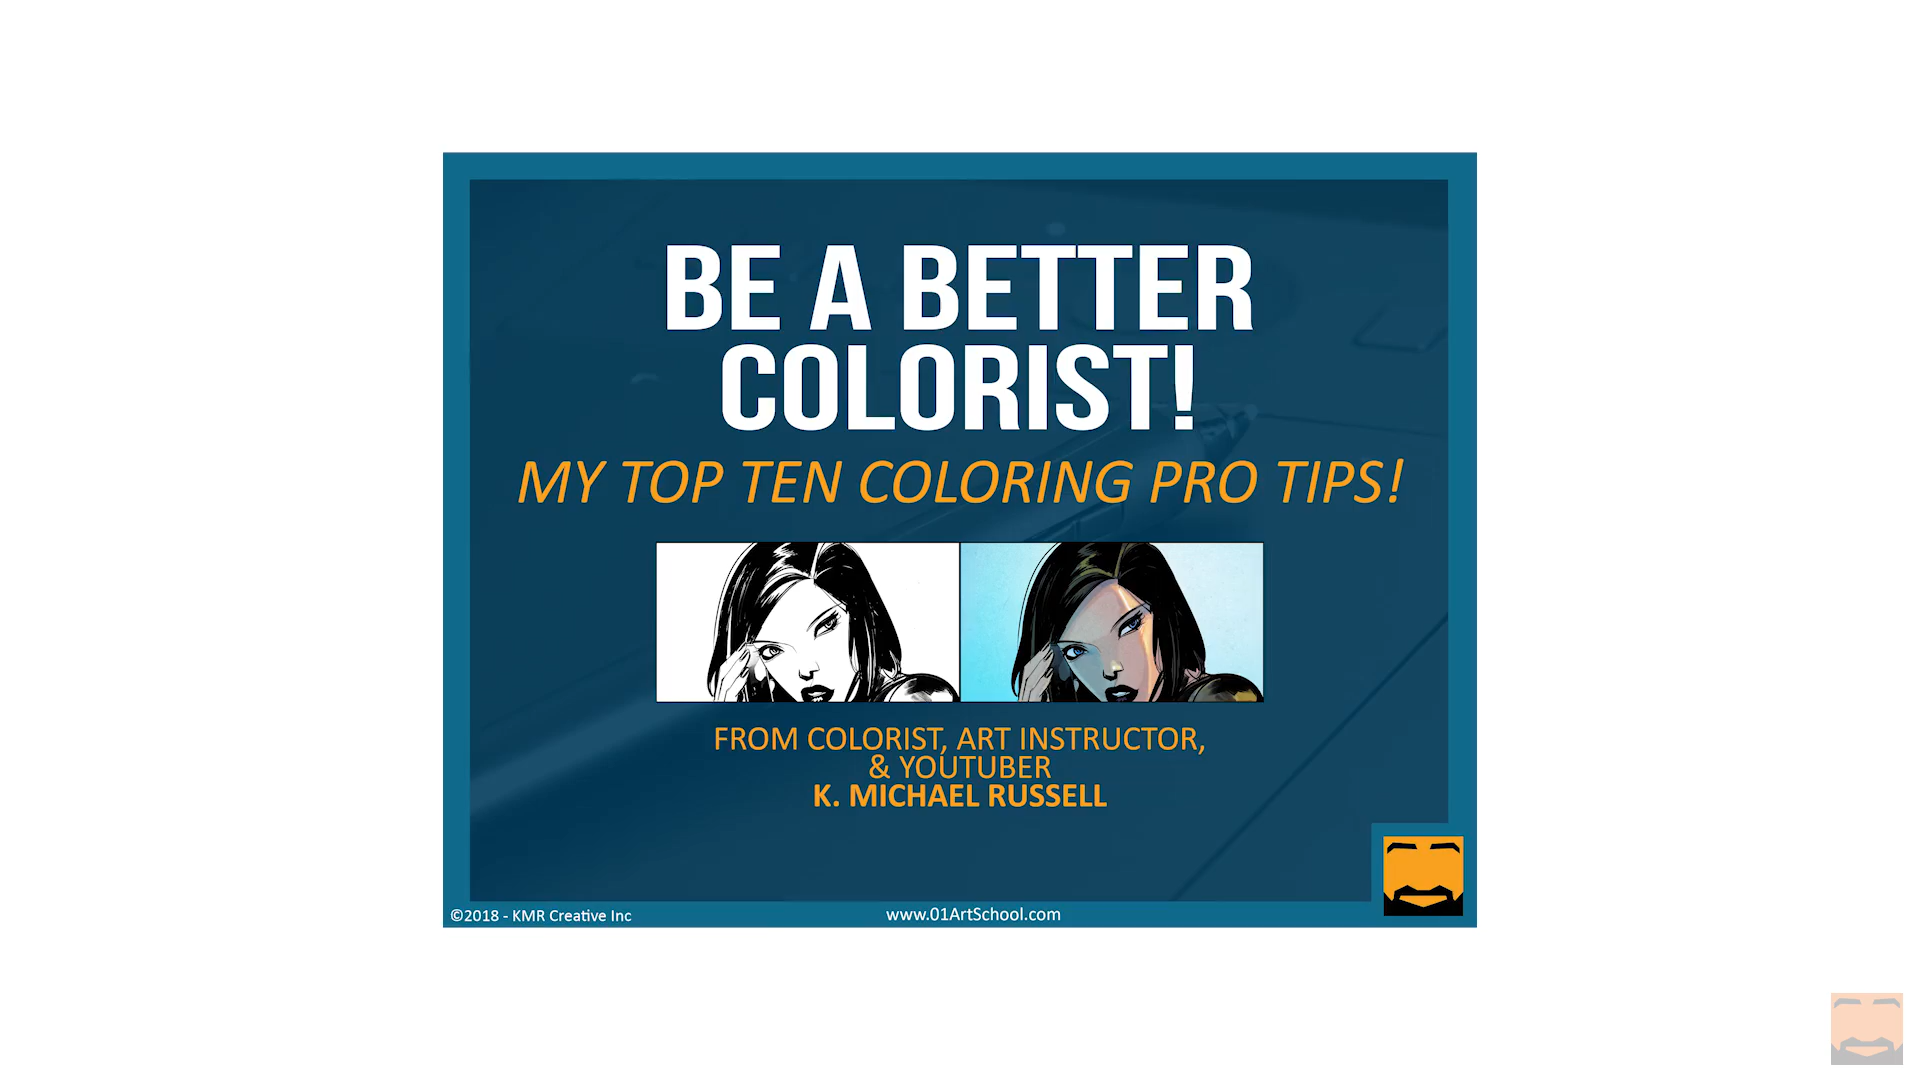 BE A BETTER
COLORIST!
MY TOP TEN COLORING PRO TIPS!
FROM COLORIST, ART INSTRUCTOR,
& YOUTUBER
K. MICHAEL RUSSELL
©2018 - KMR Creative Inc
www.01ArtSchool.com